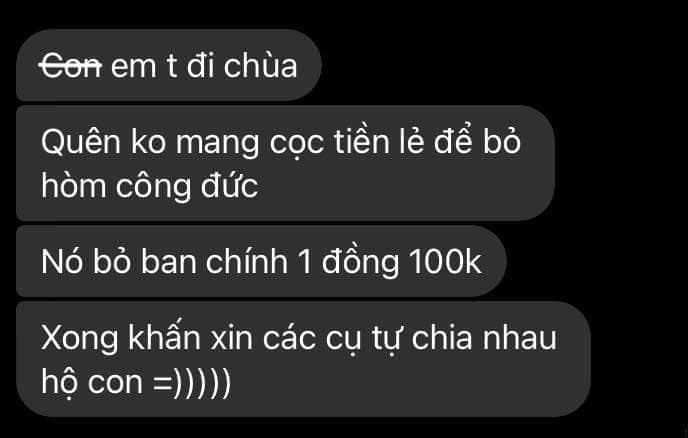 Con em t đi chùa
Quên ko mang cọc tiền lẻ để bỏ
hòm công đức
Nó bỏ ban chính 1 đồng 100k
Xong khấn xin các cụ tự chia nhau
hộ con =)))))